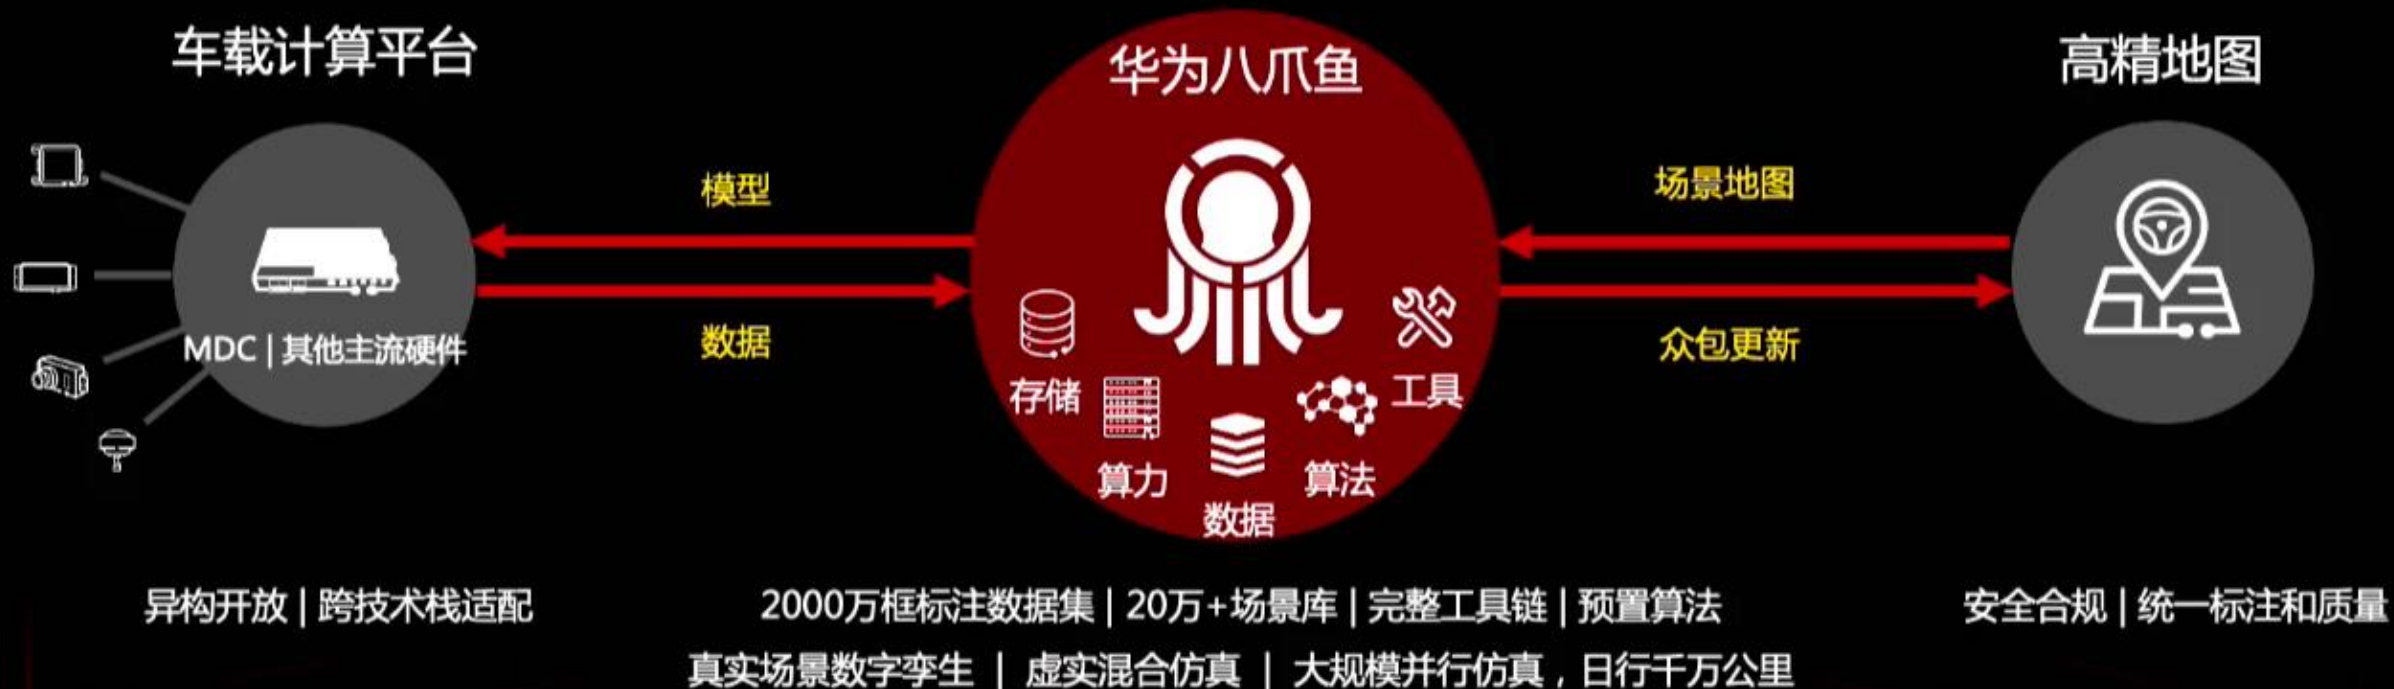 车载计算平台
华为八爪鱼
高精地图
模型
场景地图
MDC | 其他主流硬件
数据
众包更新
存储
工具
算力
算法
数据
异构开放 | 跨技术栈适配
2000万框标注数据集 | 20万+场景库 | 完整工具链 | 预置算法
安全合规 | 统一标注和质量
真实场景数字孪生 | 虚实混合仿真 | 大规模并行仿真，日行千万公里